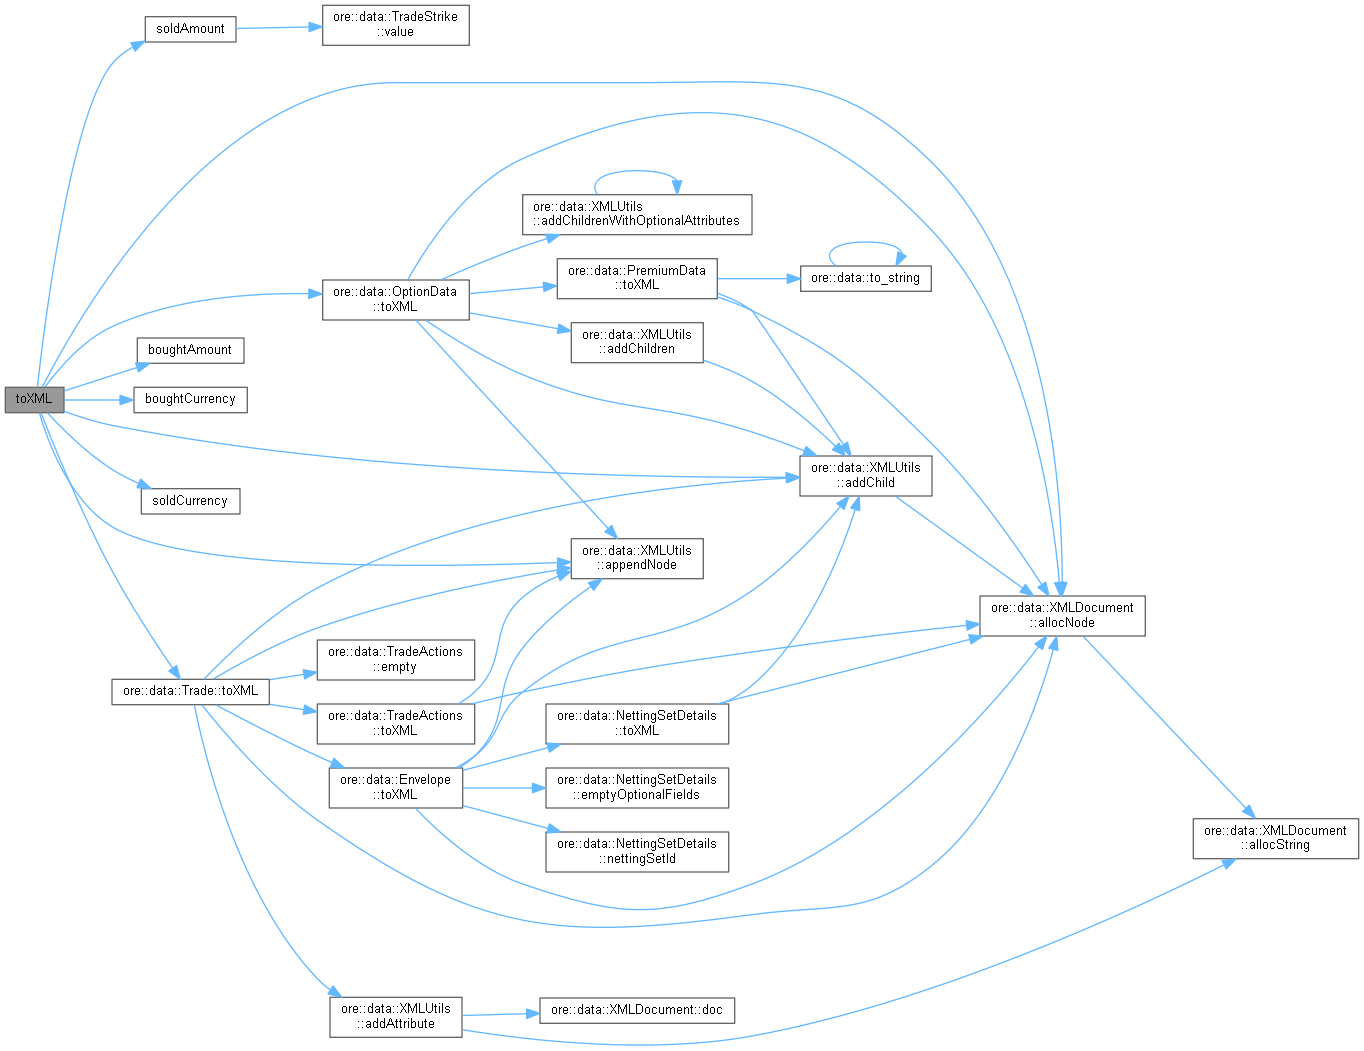 soldAmount
ore::data::TradeStrike
::value
ore::data::XMLUtils
::addChildrenWithOptionalAttributes
ore::data::PremiumData
::toXML
ore::data::to_string
ore::data::OptionData
::toXML
ore::data::XMLUtils
::addChildren
boughtAmount
toXML
boughtCurrency
ore::data::XMLUtils
::addChild
soldCurrency
ore::data::XMLUtils
::appendNode
ore::data::XMLDocument
::allocNode
ore::data::TradeActions
::empty
ore::data::Trade::toXML
ore::data::TradeActions
::toXML
ore::data::NettingSetDetails
::toXML
ore::data::Envelope
::toXML
ore::data::NettingSetDetails
::emptyOptionalFields
ore::data::NettingSetDetails
::nettingSetId
ore::data::XMLDocument
::allocString
ore::data::XMLUtils
::addAttribute
ore::data::XMLDocument::doc